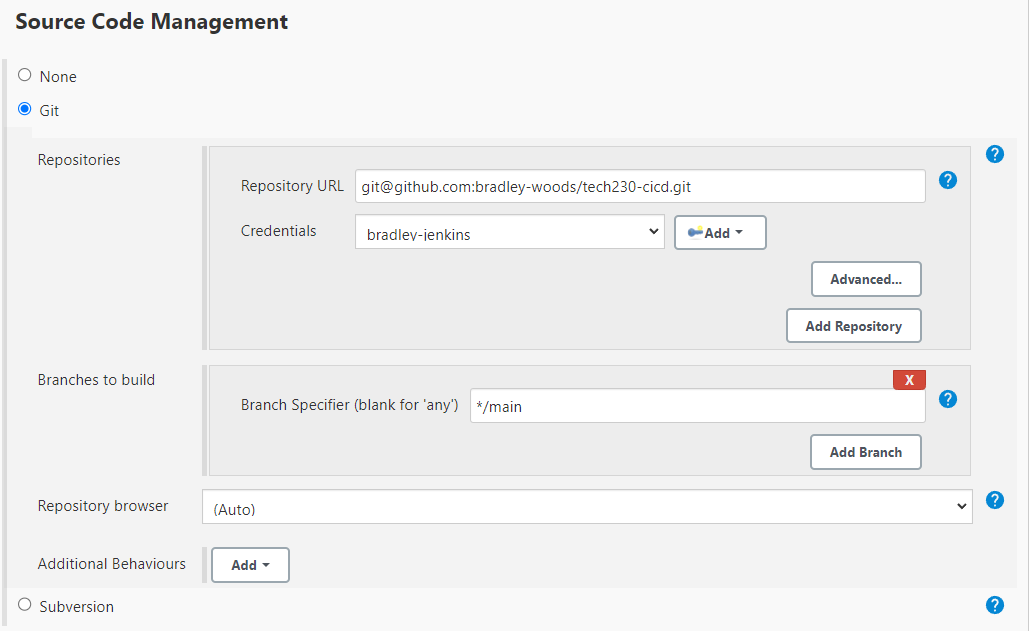 Source Code Management
None
Git
Repositories
?
Repository URL git@github.com:bradley-woods/tech230-cicd.git ?
Credentials bradley-jenkins Add
Advanced...
Add Repository
Branches to build
X
Branch Specifier (blank for 'any') */main ?
Add Branch
Repository browser (Auto) ?
Additional Behaviours Add
Subversion ?